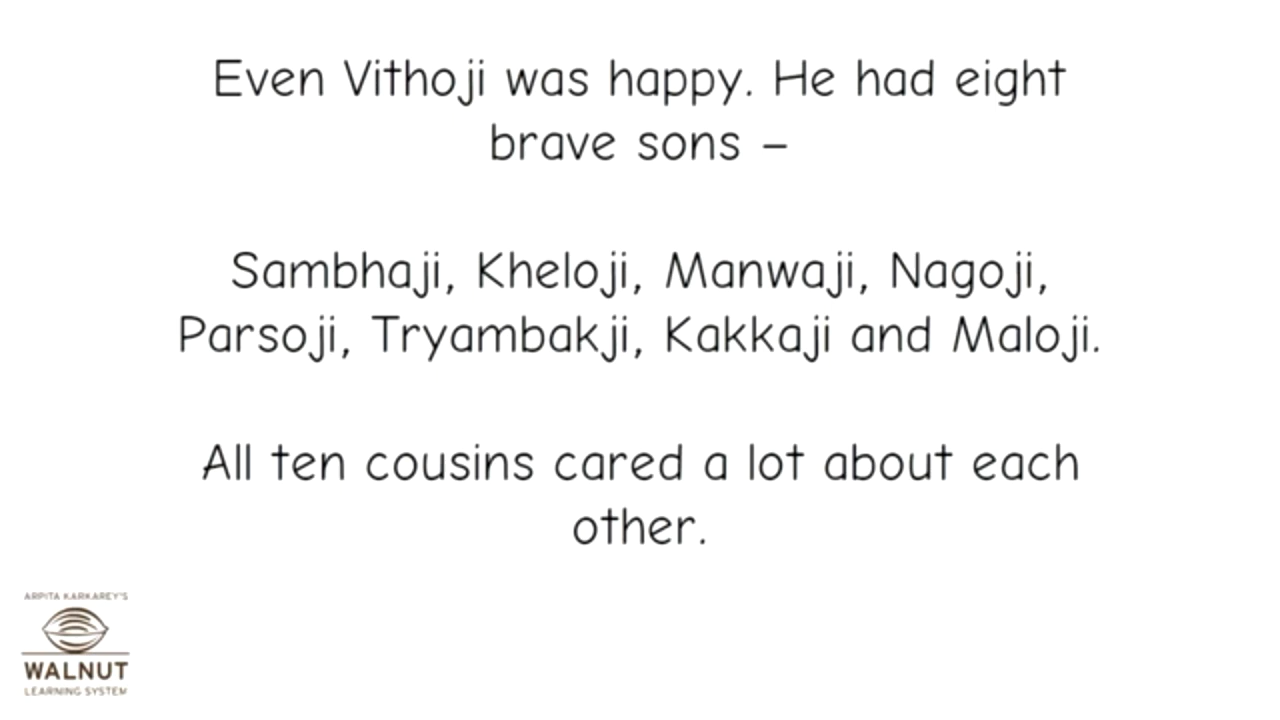 Even Vithoji was happy. He had eight
brave sons –
Sambhaji, Kheloji, Manwaji, Nagoji,
Parsoji, Tryambakji, Kakkaji and Maloji.
All ten cousins cared a lot about each
other.
ARPITA KARKAREY'S
WALNUT
LEARNING SYSTEM